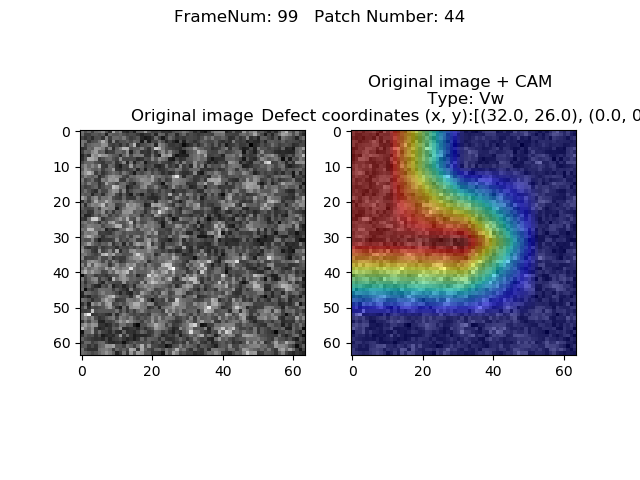 FrameNum: 99   Patch Number: 44
Original image
Original image + CAM
Type: Vw
Defect coordinates (x, y):[(32.0, 26.0), (0.0, 0
0
10
20
30
40
50
60
0 20 40 60
0
10
20
30
40
50
60
0 20 40 60